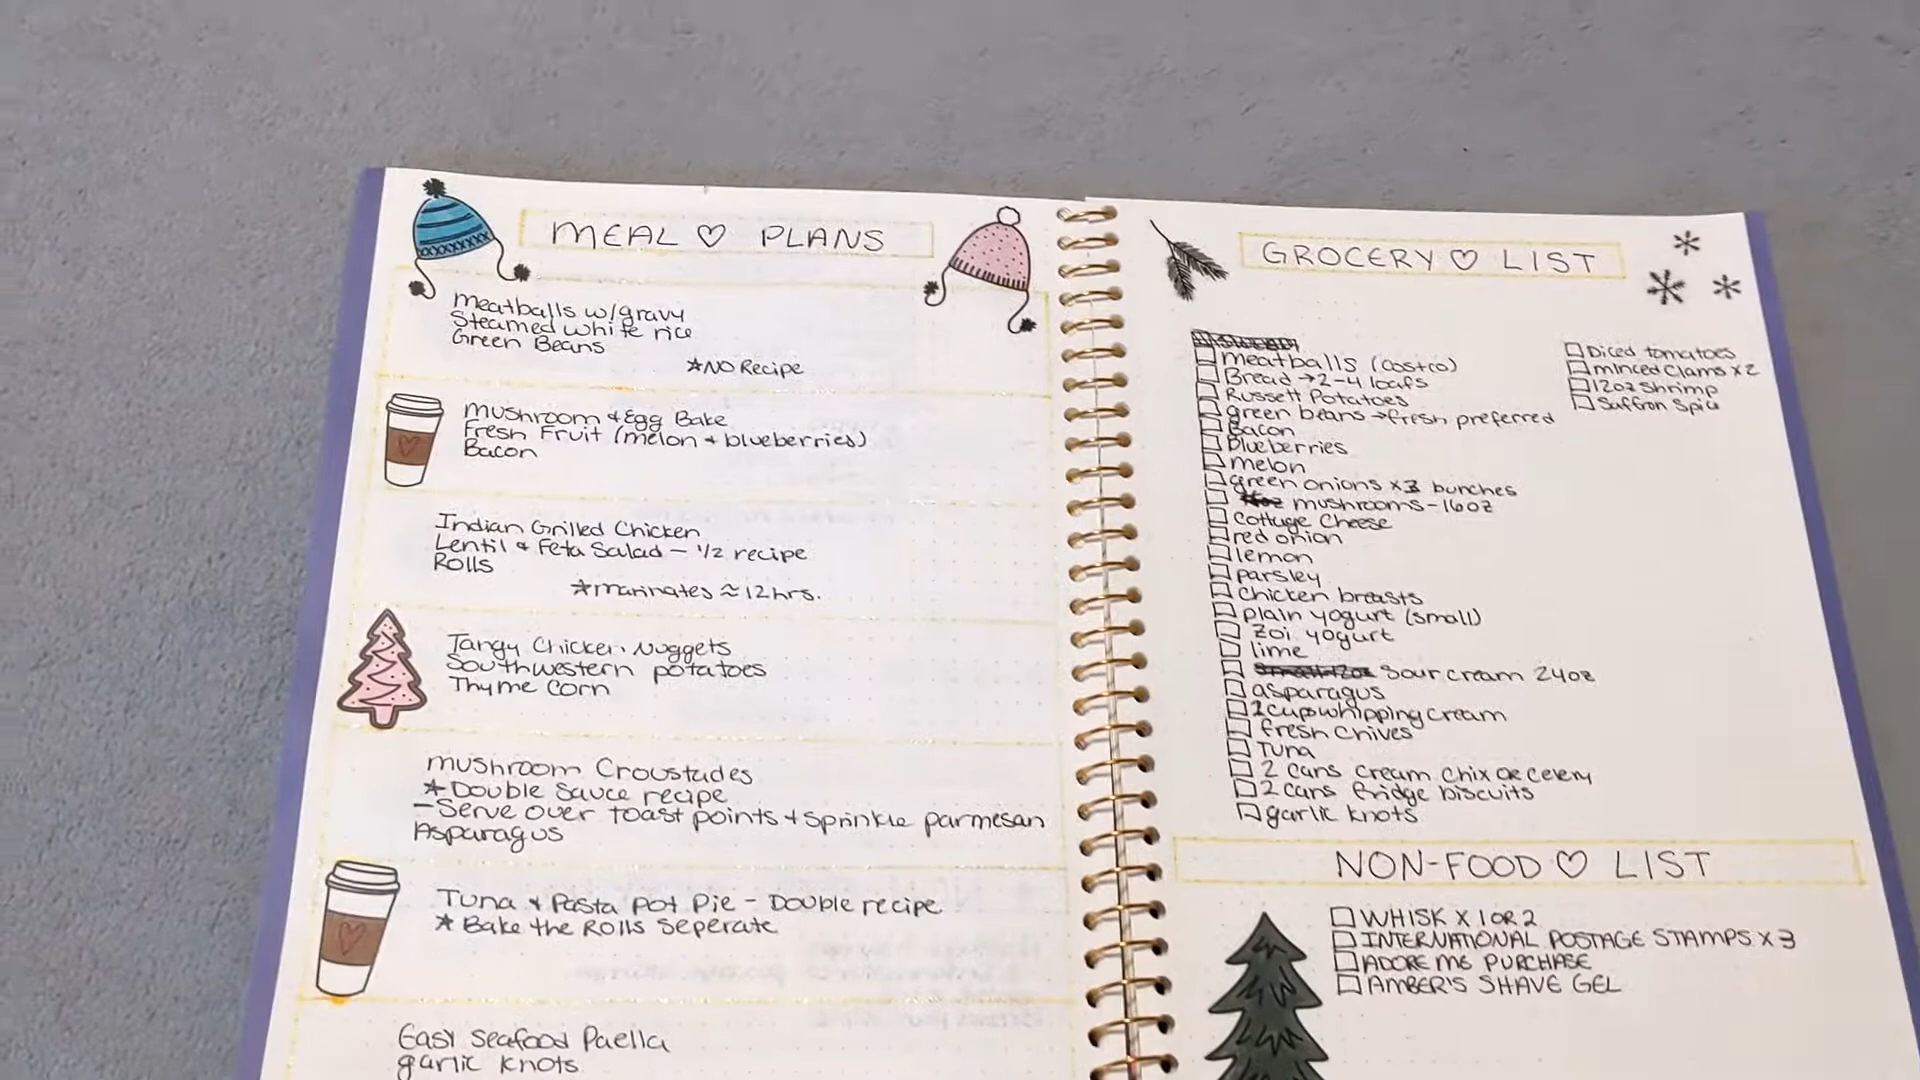 MEAL ♡ PLANS
Meatballs w/gravy
Steamed white rice
Green Beans
*NO Recipe
Mushroom & Egg Bake
Fresh Fruit (melon + blueberries)
Bacon
Indian Grilled Chicken
Lentil & Feta Salad - 1/2 recipe
Rolls
*marinates ≈ 12 hrs.
Tangy Chicken Nuggets
Southwestern potatoes
Thyme Corn
Mushroom Croustades
*Double Sauce recipe
- Serve over toast points + sprinkle parmesan
Asparagus
Tuna & Pasta Pot Pie - Double recipe
*Bake the Rolls Seperate
Easy Seafood Paella
garlic knots
GROCERY ♡ LIST
meatballs (costco)
Bread → 2-4 loafs
Russett Potatoes
green beans → fresh preferred
Bacon
Blueberries
melon
green onions x3 bunches
mushrooms - 16oz
Cottage Cheese
red onion
lemon
parsley
chicken breasts
plain yogurt (small)
Zoi yogurt
lime
Sour cream 24oz
asparagus
2 cups whipping cream
fresh chives
Tuna
2 cans cream chix or celery
2 cans fridge biscuits
garlic knots
Diced tomatoes
minced clams x2
12oz shrimp
Saffron Spice
NON-FOOD ♡ LIST
WHISK X 1 OR 2
INTERNATIONAL POSTAGE STAMPS X 3
ADORE ME PURCHASE
AMBER'S SHAVE GEL